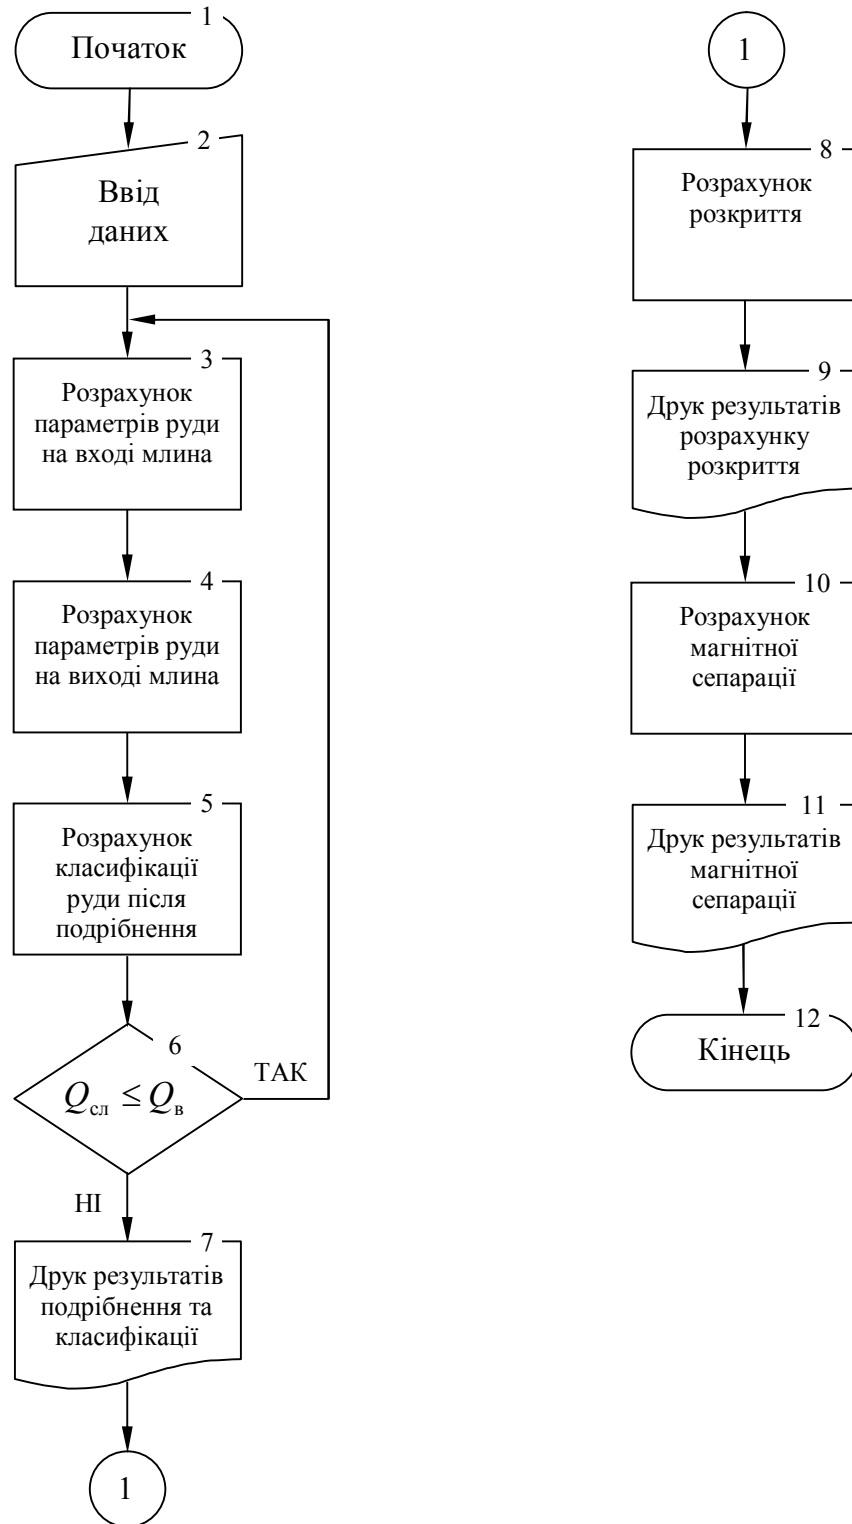 1
Початок
2
Ввід
даних
3
Розрахунок
параметрів руди
на вході млина
4
Розрахунок
параметрів руди
на виході млина
5
Розрахунок
класифікації
руди після
подрібнення
6
Qсл ≤ Qв
ТАК
НІ
7
Друк результатів
подрібнення та
класифікації
1
1
8
Розрахунок
розкриття
9
Друк результатів
розрахунку
розкриття
10
Розрахунок
магнітної
сепарації
11
Друк результатів
магнітної
сепарації
12
Кінець